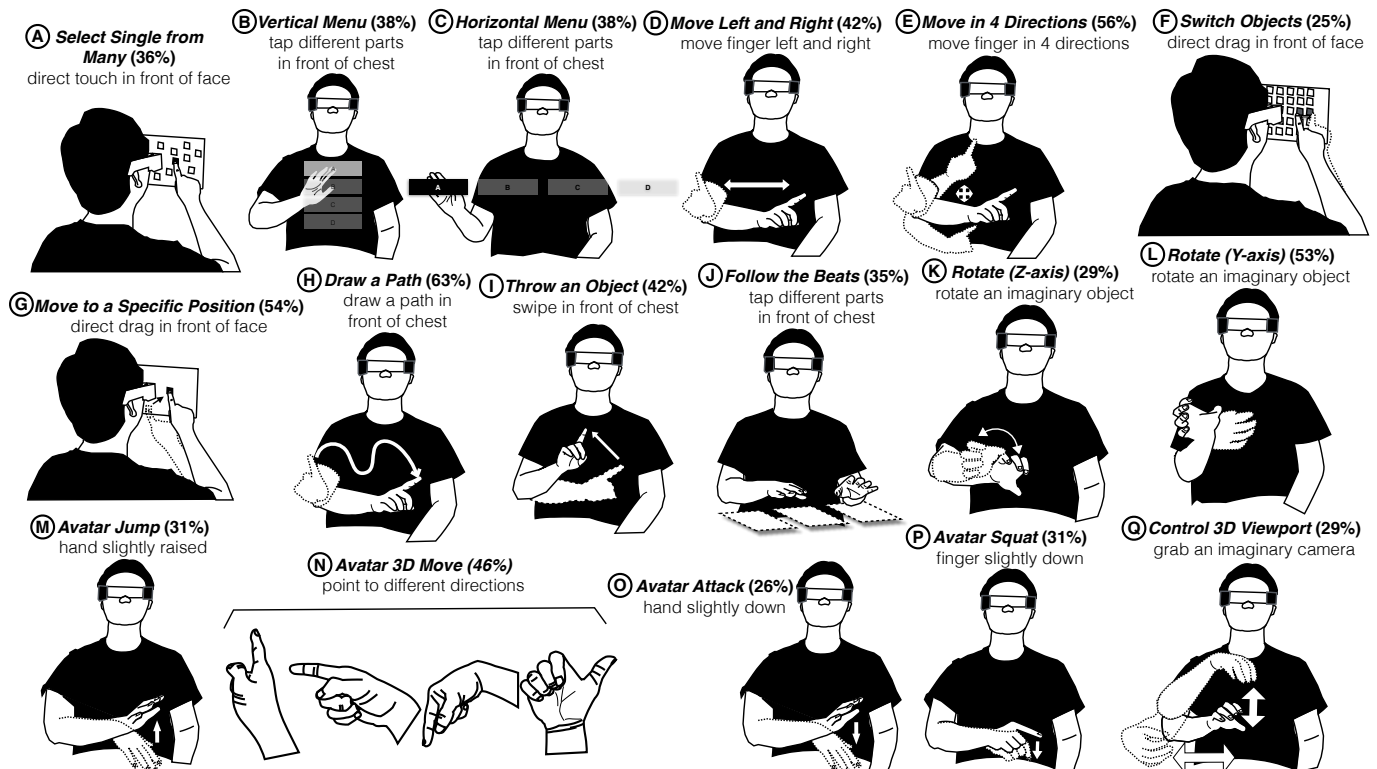 A Select Single from
Many (36%)
direct touch in front of face
B Vertical Menu (38%)
tap different parts
in front of chest
C
D
C Horizontal Menu (38%)
tap different parts
in front of chest
A B C D
D Move Left and Right (42%)
move finger left and right
E Move in 4 Directions (56%)
move finger in 4 directions
F Switch Objects (25%)
direct drag in front of face
G Move to a Specific Position (54%)
direct drag in front of face
H Draw a Path (63%)
draw a path in
front of chest
I Throw an Object (42%)
swipe in front of chest
J Follow the Beats (35%)
tap different parts
in front of chest
K Rotate (Z-axis) (29%)
rotate an imaginary object
L Rotate (Y-axis) (53%)
rotate an imaginary object
M Avatar Jump (31%)
hand slightly raised
N Avatar 3D Move (46%)
point to different directions
O Avatar Attack (26%)
hand slightly down
P Avatar Squat (31%)
finger slightly down
Q Control 3D Viewport (29%)
grab an imaginary camera